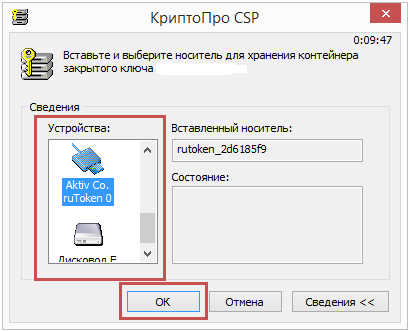 КриптоПро CSP
0:09:47
Вставьте и выберите носитель для хранения контейнера
закрытого ключа
Сведения
Устройства:
Aktiv Co.
ruToken 0
Дисковод E
Вставленный носитель:
rutoken_2d6185f9
Состояние:
ОК
Отмена
Сведения <<